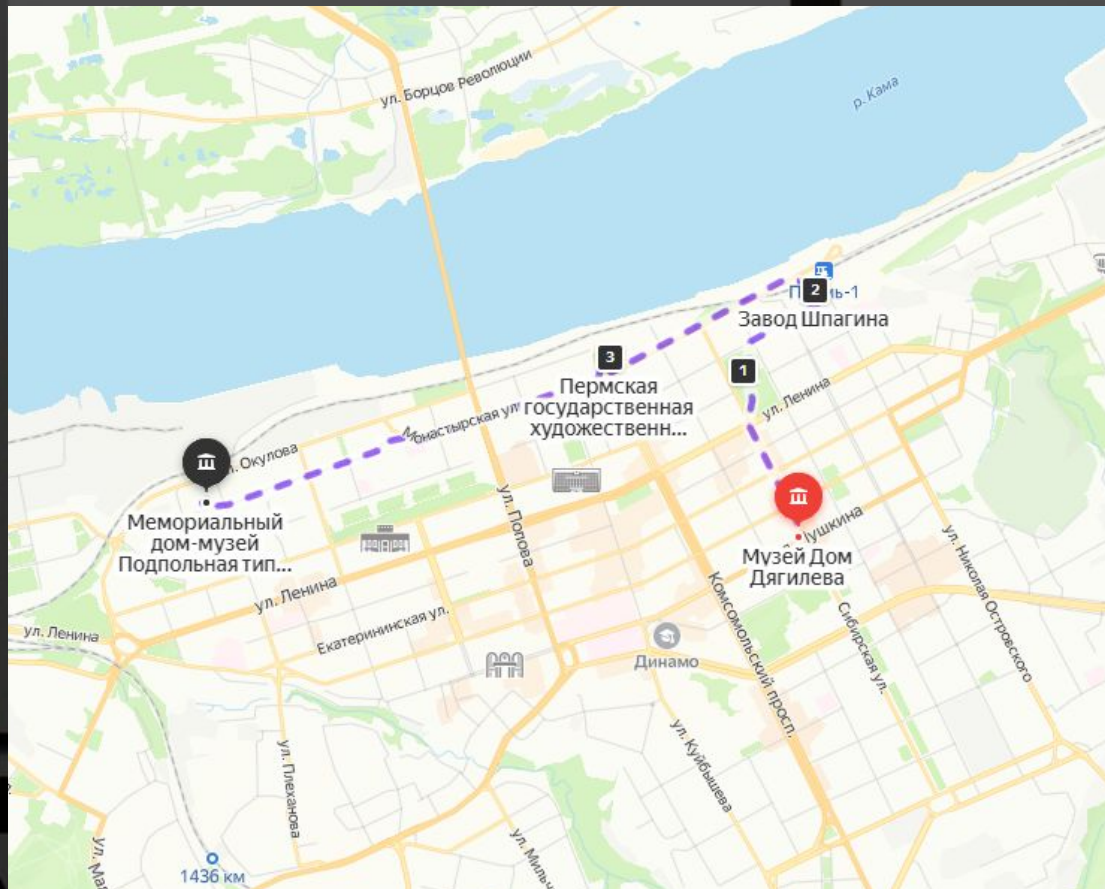 ул. Борцов Революции
р. Кама
2
Завод Шпагина
3
1
Пермская
государственная
художественн...
ул. Ленина
Монастырская ул.
Окулова
Мемориальный
дом-музей
Подпольная тип...
ул. Попова
Пушкина
Музей Дом
Дягилева
ул. Ленина
ул. Ленина
Екатерининская ул.
Динамо
Комсомольский просп.
Сибирская ул.
ул. Николая Островского
ул. Плеханова
ул. Куйбышева
1436 км